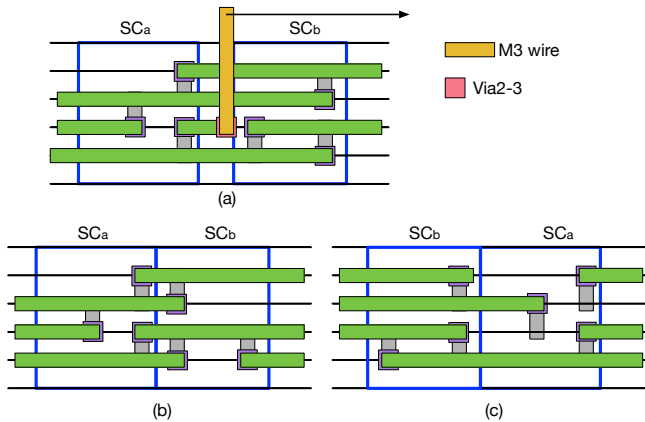 SCa SCb
M3 wire
Via2-3
(a)
SCa SCb SCb SCa
(b) (c)